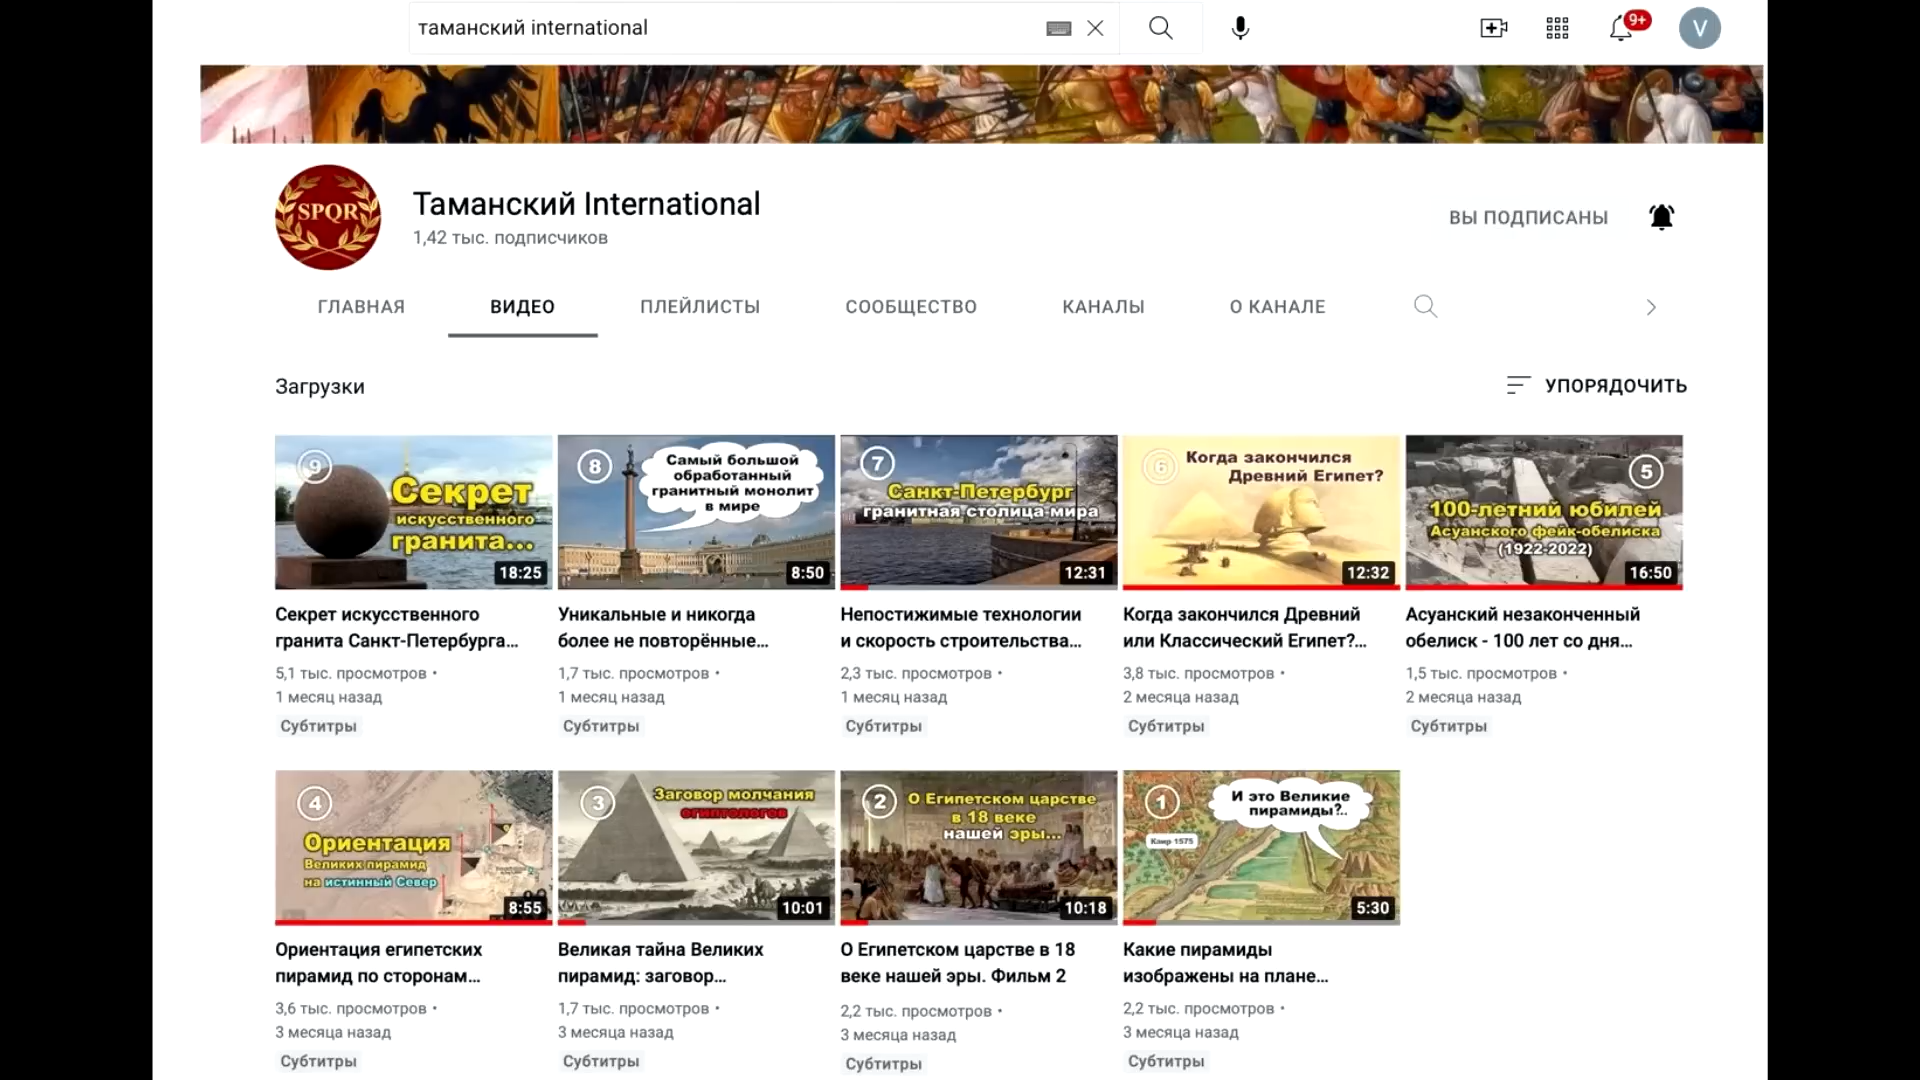 таманский international
9+
V
SPQR
Таманский International
1,42 тыс. подписчиков
ВЫ ПОДПИСАНЫ
ГЛАВНАЯ
ВИДЕО
ПЛЕЙЛИСТЫ
СООБЩЕСТВО
КАНАЛЫ
О КАНАЛЕ
Загрузки
УПОРЯДОЧИТЬ
9
Секрет
искусственного
гранита...
18:25
8
Самый большой
обработанный
гранитный монолит
в мире
8:50
7
Санкт-Петербург
гранитная столица мира
12:31
6
Когда закончился
Древний Египет?
12:32
5
100-летний юбилей
Асуанского фейк-обелиска
(1922-2022)
16:50
Секрет искусственного
гранита Санкт-Петербурга...
5,1 тыс. просмотров •
1 месяц назад
Субтитры
Уникальные и никогда
более не повторённые...
1,7 тыс. просмотров •
1 месяц назад
Субтитры
Непостижимые технологии
и скорость строительства...
2,3 тыс. просмотров •
1 месяц назад
Субтитры
Когда закончился Древний
или Классический Египет?...
3,8 тыс. просмотров •
2 месяца назад
Субтитры
Асуанский незаконченный
обелиск - 100 лет со дня...
1,5 тыс. просмотров •
2 месяца назад
Субтитры
4
Ориентация
Великих пирамид
на истинный Север
8:55
3
Заговор молчания
египтологов
10:01
2
О Египетском царстве
в 18 веке
нашей эры...
10:18
1
И это Великие
пирамиды?..
Каир 1575
5:30
Ориентация египетских
пирамид по сторонам...
3,6 тыс. просмотров •
3 месяца назад
Субтитры
Великая тайна Великих
пирамид: заговор...
1,7 тыс. просмотров •
3 месяца назад
Субтитры
О Египетском царстве в 18
веке нашей эры. Фильм 2
2,2 тыс. просмотров •
3 месяца назад
Субтитры
Какие пирамиды
изображены на плане...
2,2 тыс. просмотров •
3 месяца назад
Субтитры